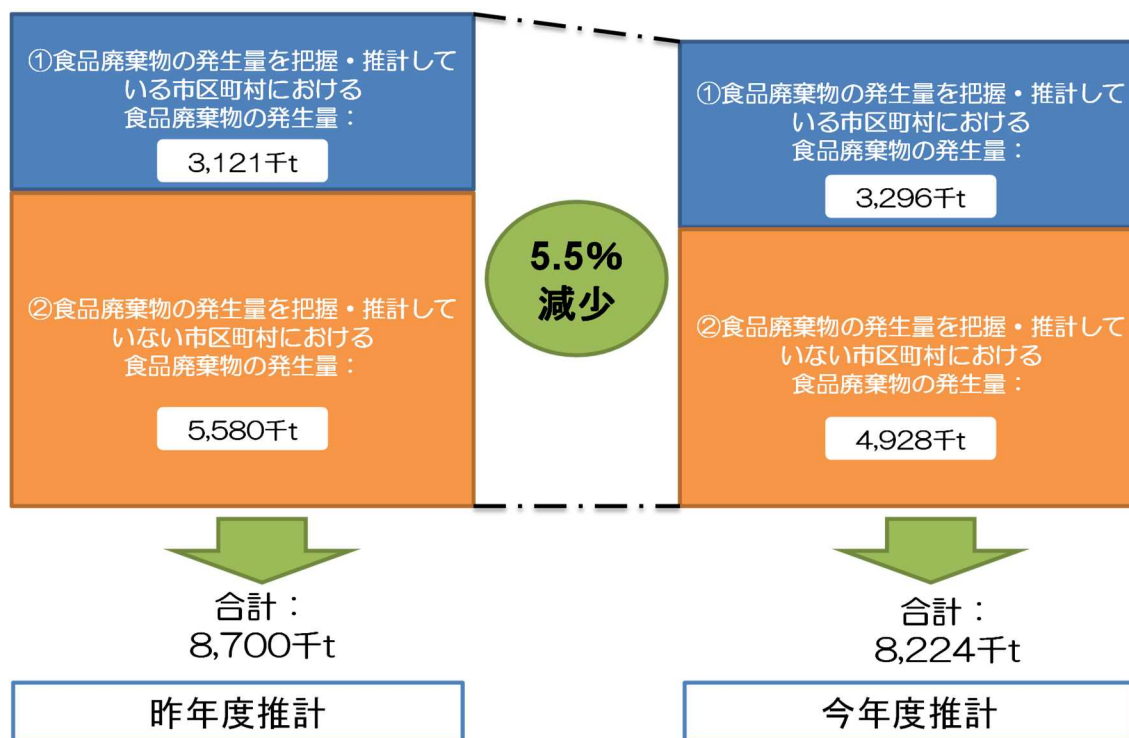 ①食品廃棄物の発生量を把握・推計して
いる市区町村における
食品廃棄物の発生量：
3,121千t
②食品廃棄物の発生量を把握・推計して
いない市区町村における
食品廃棄物の発生量：
5,580千t
合計：
8,700千t
昨年度推計
5.5%
減少
①食品廃棄物の発生量を把握・推計して
いる市区町村における
食品廃棄物の発生量：
3,296千t
②食品廃棄物の発生量を把握・推計して
いない市区町村における
食品廃棄物の発生量：
4,928千t
合計：
8,224千t
今年度推計